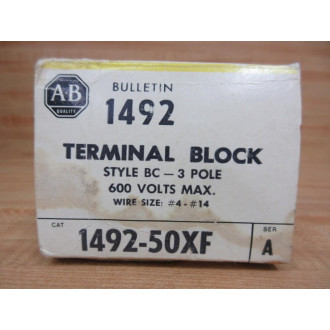 A-B
QUALITY
BULLETIN
1492
TERMINAL BLOCK
STYLE BC — 3 POLE
600 VOLTS MAX.
WIRE SIZE: #4-#14
CAT
1492-50XF
SER
A